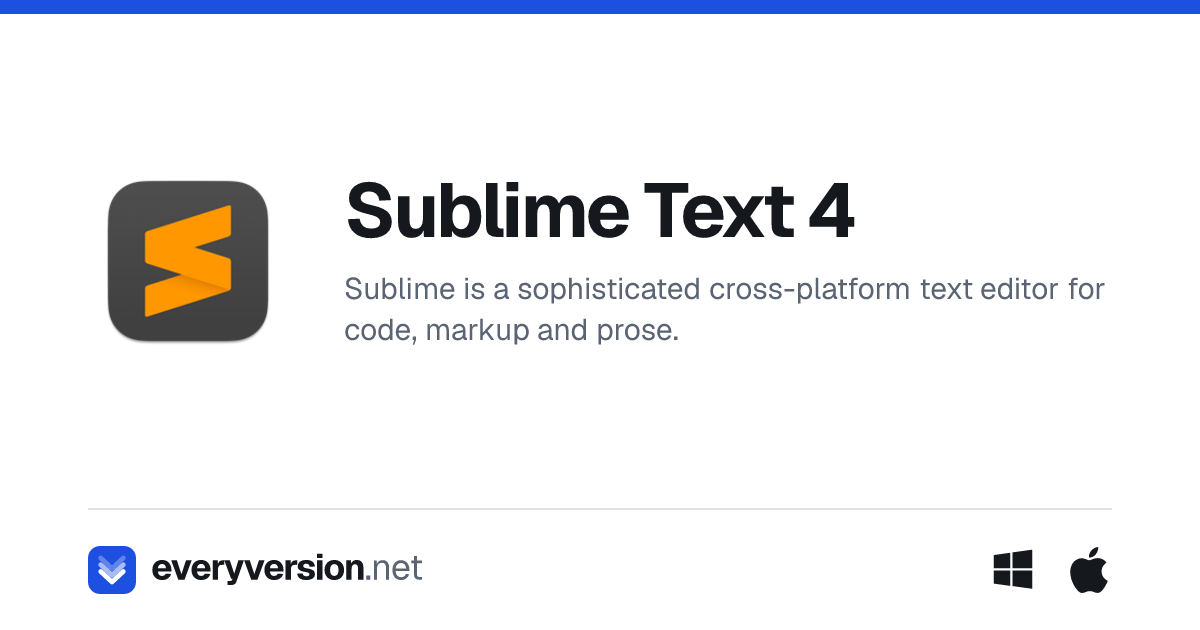 Sublime Text 4
Sublime is a sophisticated cross-platform text editor for
code, markup and prose.
everyversion.net